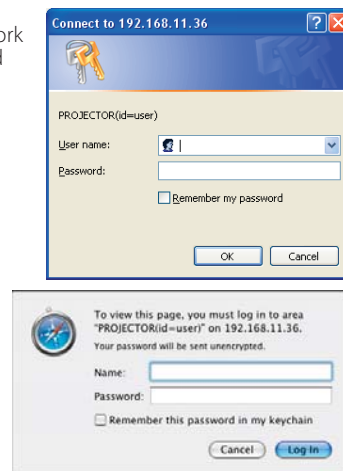 Connect to 192.168.11.36
PROJECTOR(id=user)
User name:
Password:
Remember my password
OK Cancel
To view this page, you must log in to area
"PROJECTOR(id=user)" on 192.168.11.36.
Your password will be sent unencrypted.
Name:
Password:
Remember this password in my keychain
Cancel Log In